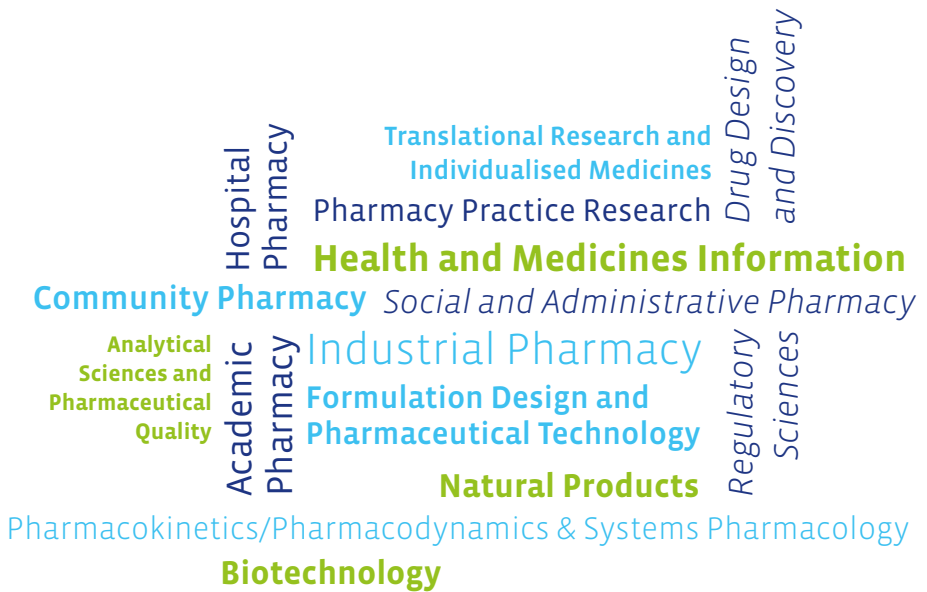 Drug Design
and Discovery
Translational Research and
Individualised Medicines
Hospital
Pharmacy
Pharmacy Practice Research
Health and Medicines Information
Community Pharmacy
Social and Administrative Pharmacy
Analytical
Sciences and
Pharmaceutical
Quality
Academic
Pharmacy
Industrial Pharmacy
Formulation Design and
Pharmaceutical Technology
Regulatory
Sciences
Natural Products
Pharmacokinetics/Pharmacodynamics & Systems Pharmacology
Biotechnology